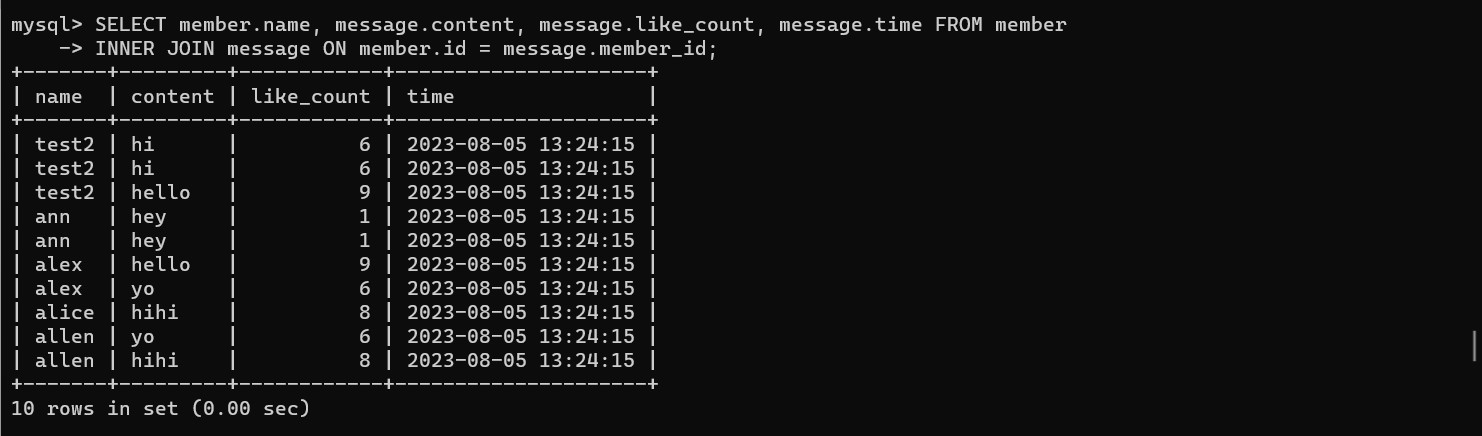 mysql> SELECT member.name, message.content, message.like_count, message.time FROM member
    -> INNER JOIN message ON member.id = message.member_id;
+-------+---------+------------+---------------------+
| name  | content | like_count | time                |
+-------+---------+------------+---------------------+
| test2 | hi      |          6 | 2023-08-05 13:24:15 |
| test2 | hi      |          6 | 2023-08-05 13:24:15 |
| test2 | hello   |          9 | 2023-08-05 13:24:15 |
| ann   | hey     |          1 | 2023-08-05 13:24:15 |
| ann   | hey     |          1 | 2023-08-05 13:24:15 |
| alex  | hello   |          9 | 2023-08-05 13:24:15 |
| alex  | yo      |          6 | 2023-08-05 13:24:15 |
| alice | hihi    |          8 | 2023-08-05 13:24:15 |
| allen | yo      |          6 | 2023-08-05 13:24:15 |
| allen | hihi    |          8 | 2023-08-05 13:24:15 |
+-------+---------+------------+---------------------+
10 rows in set (0.00 sec)